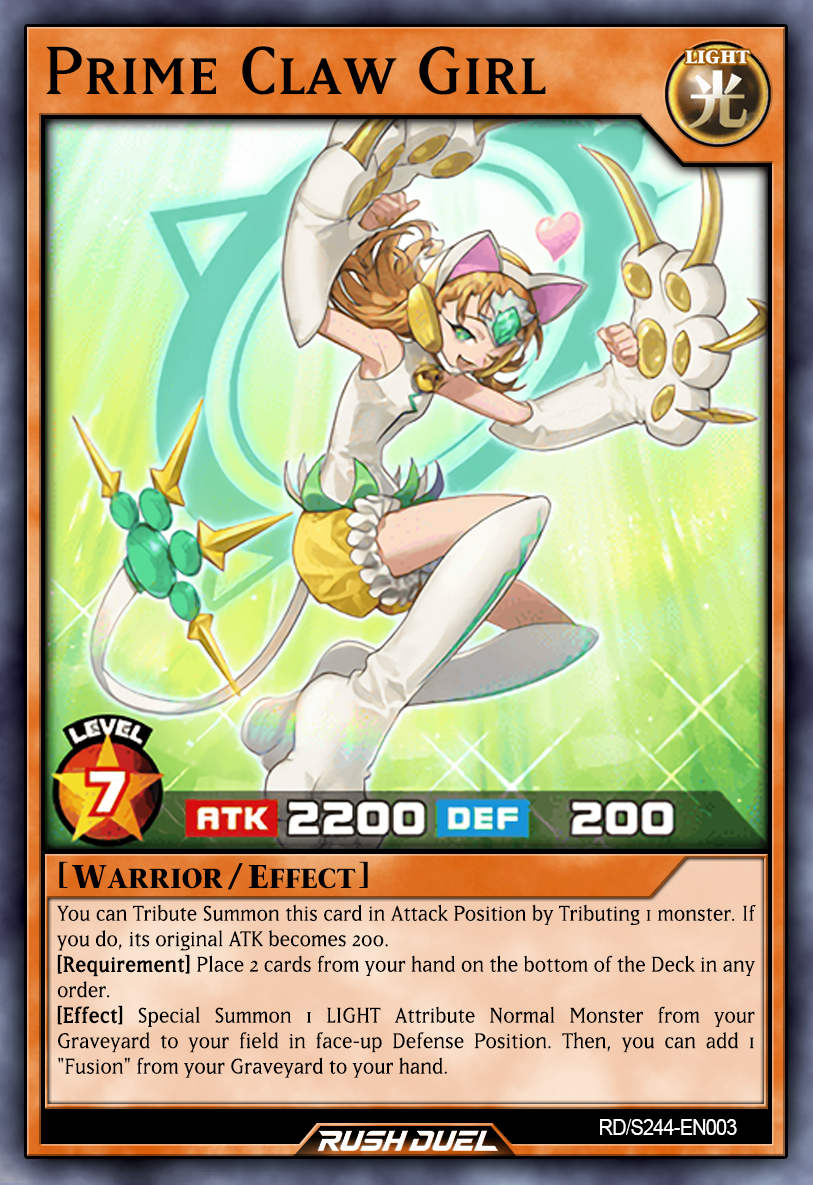 Prime Claw Girl
LIGHT
光
LEVEL
7
ATK 2200 DEF 200
[Warrior/Effect]
You can Tribute Summon this card in Attack Position by Tributing 1 monster. If
you do, its original ATK becomes 200.
[Requirement] Place 2 cards from your hand on the bottom of the Deck in any
order.
[Effect] Special Summon 1 LIGHT Attribute Normal Monster from your
Graveyard to your field in face-up Defense Position. Then, you can add 1
"Fusion" from your Graveyard to your hand.
RD/S244-EN003
RUSH DUEL